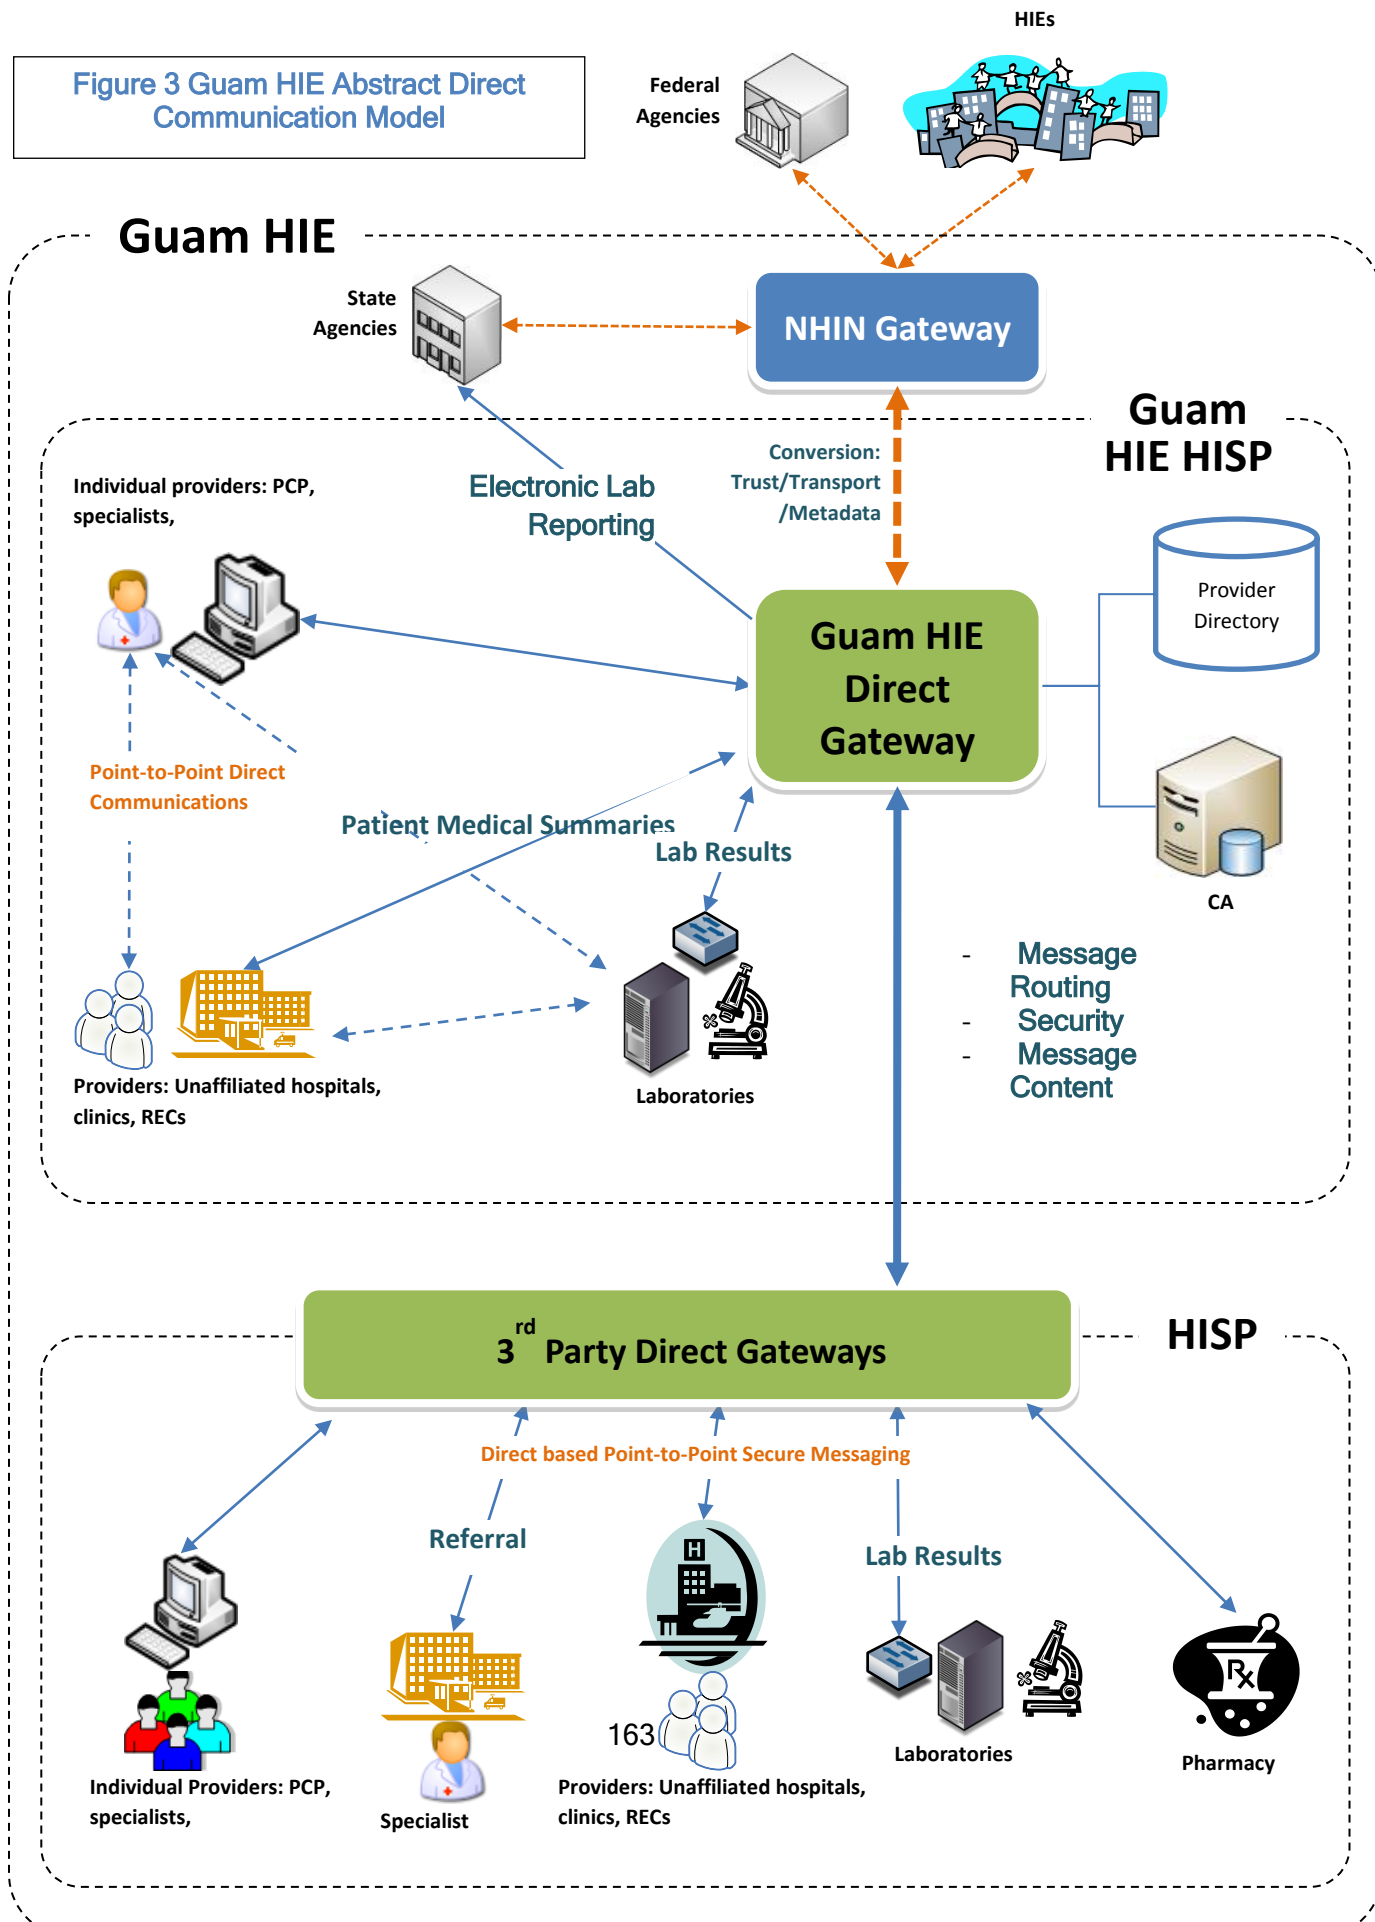 HIEs
Figure 3 Guam HIE Abstract Direct
Communication Model
Federal
Agencies
Guam HIE
State
Agencies
NHIN Gateway
Guam
HIE HISP
Conversion:
Trust/Transport
/Metadata
Individual providers: PCP,
specialists,
Electronic Lab
Reporting
Provider
Directory
Guam HIE
Direct
Gateway
Point-to-Point Direct
Communications
Patient Medical Summaries
Lab Results
CA
- Message
Routing
- Security
- Message
Content
Providers: Unaffiliated hospitals,
clinics, RECs
Laboratories
3rd Party Direct Gateways
HISP
Direct based Point-to-Point Secure Messaging
Referral
H
Lab Results
Rx
163
Individual Providers: PCP,
specialists,
Specialist
Providers: Unaffiliated hospitals,
clinics, RECs
Laboratories
Pharmacy